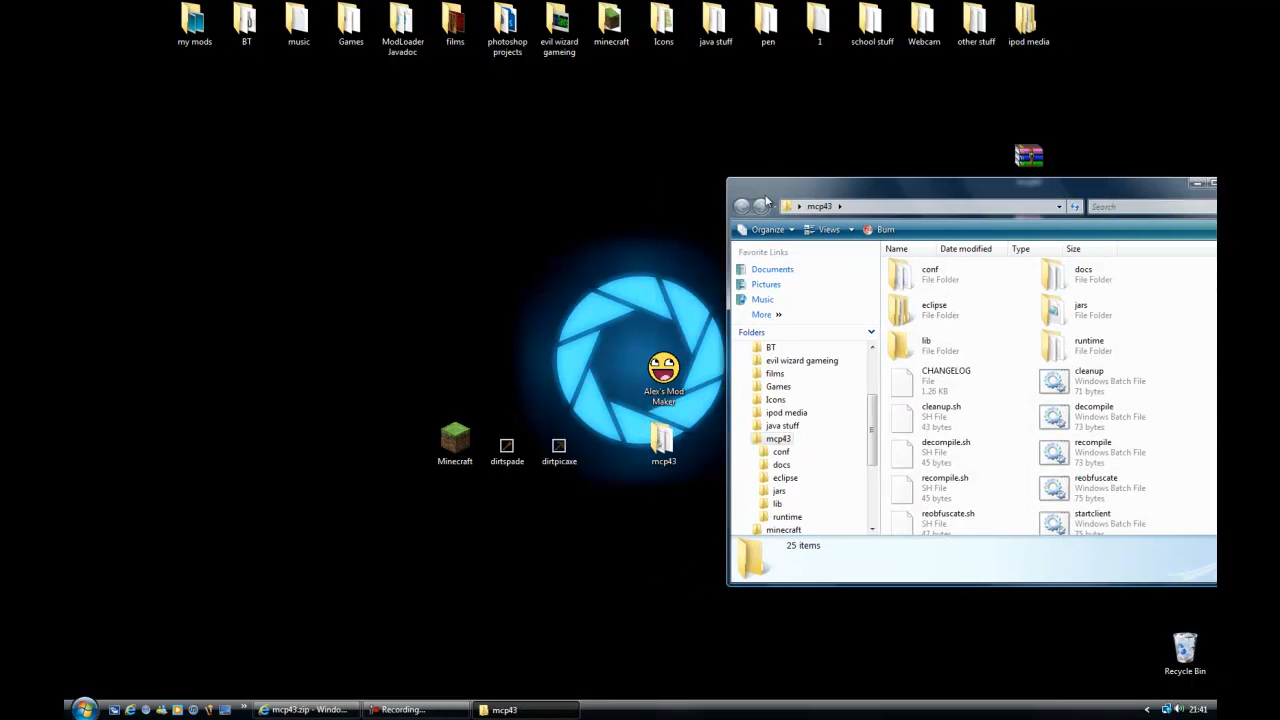 my mods
BT
music
Games
ModLoader
Javadoc
films
photoshop
projects
evil wizard
gameing
minecraft
Icons
java stuff
pen
1
school stuff
Webcam
other stuff
ipod media
mcp43
Search
Organize
Views
Burn
Favorite Links
Documents
Pictures
Music
More »
Folders
BT
evil wizard gameing
films
Games
Icons
ipod media
java stuff
mcp43
conf
docs
eclipse
jars
lib
runtime
minecraft
Name
Date modified
Type
Size
conf
File Folder
docs
File Folder
eclipse
File Folder
jars
File Folder
lib
File Folder
runtime
File Folder
CHANGELOG
File
1.26 KB
cleanup
Windows Batch File
71 bytes
cleanup.sh
SH File
43 bytes
decompile
Windows Batch File
73 bytes
decompile.sh
SH File
45 bytes
recompile
Windows Batch File
73 bytes
recompile.sh
SH File
45 bytes
reobfuscate
Windows Batch File
75 bytes
reobfuscate.sh
SH File
47 bytes
startclient
Windows Batch File
75 bytes
25 items
Alex's Mod
Maker
Minecraft
dirtspade
dirtpicaxe
mcp43
Recycle Bin
mcp43.zip - Windo...
Recording...
mcp43
21:41